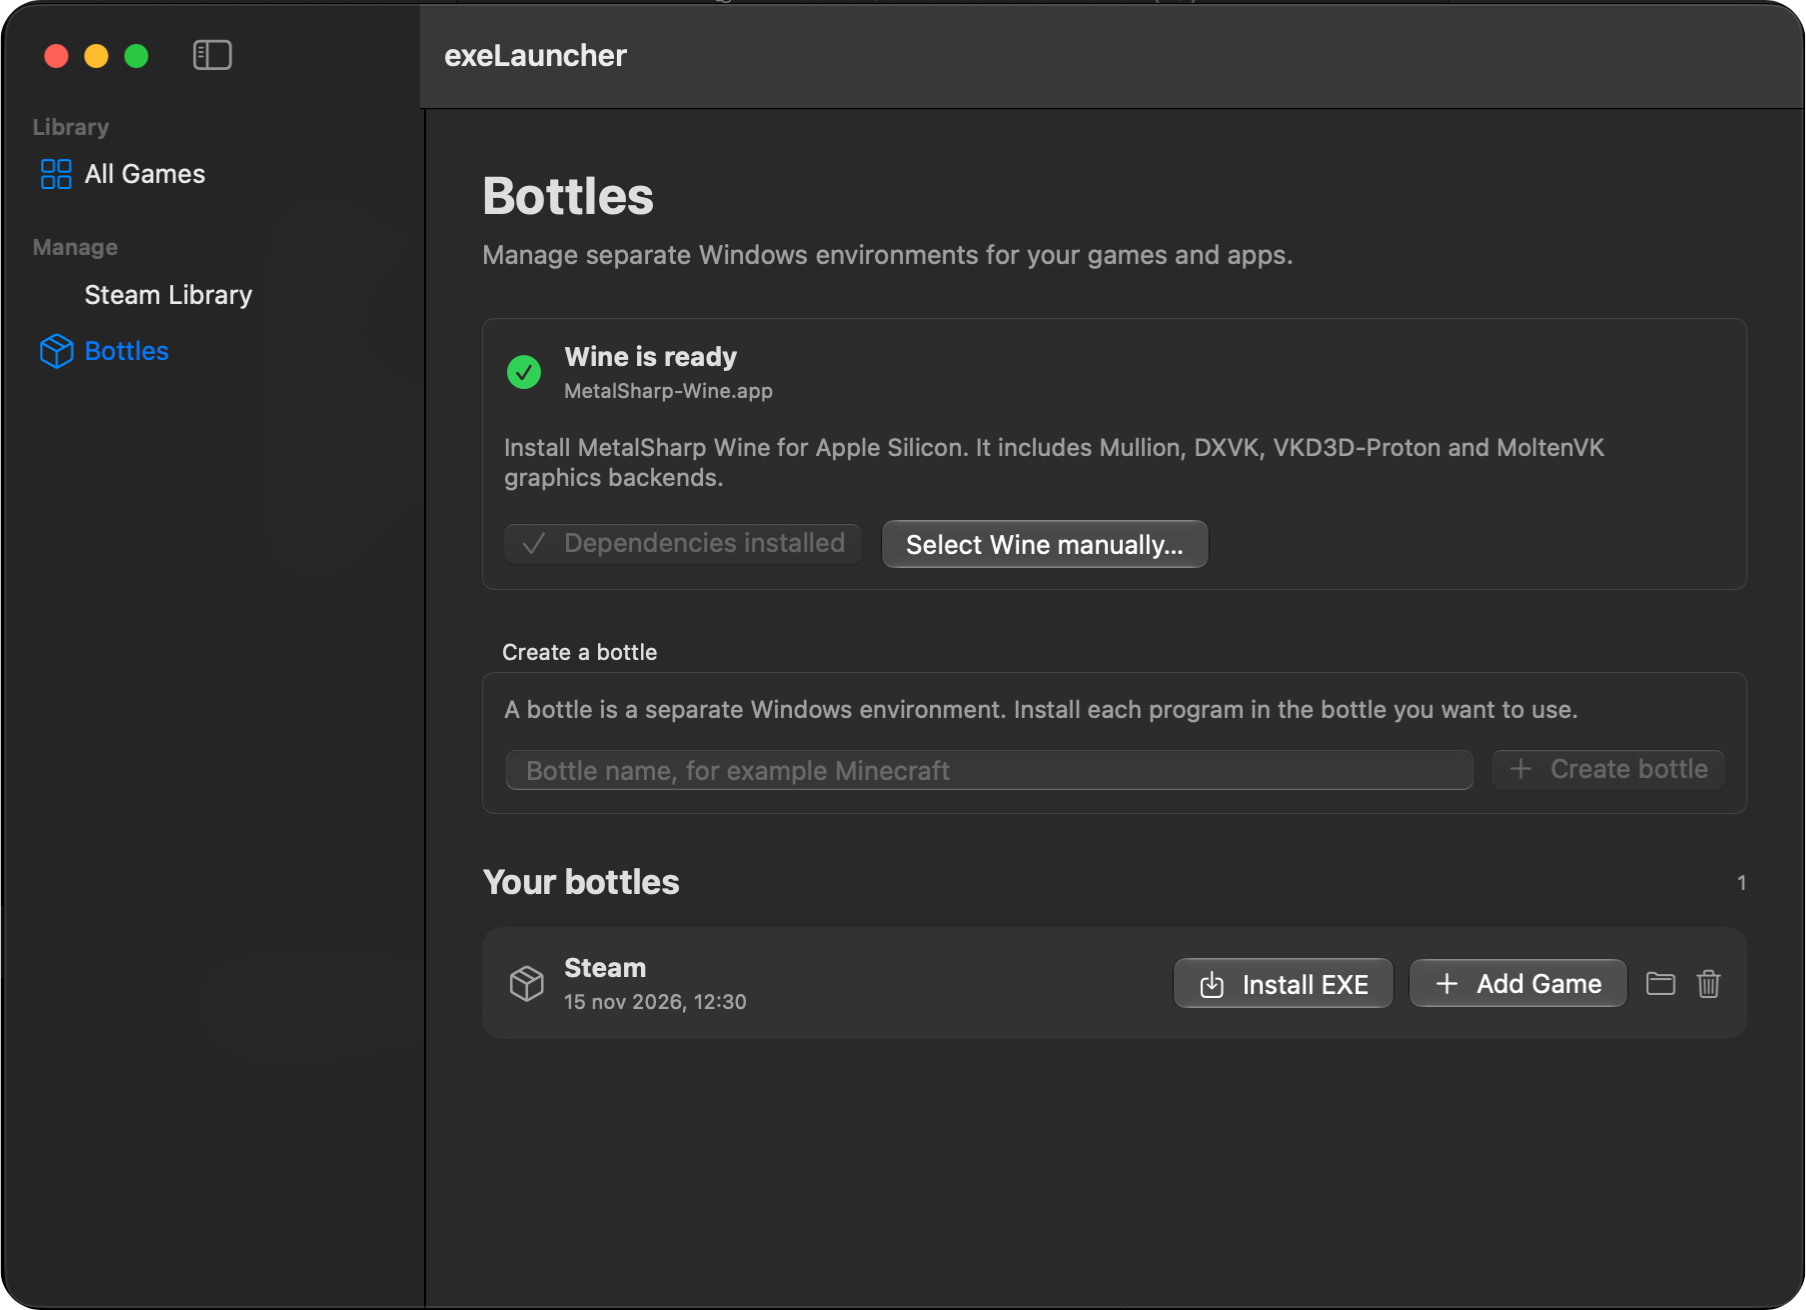 exeLauncher
Library
All Games
Manage
Steam Library
Bottles
Bottles
Manage separate Windows environments for your games and apps.
Wine is ready
MetalSharp-Wine.app
Install MetalSharp Wine for Apple Silicon. It includes Mullion, DXVK, VKD3D-Proton and MoltenVK
graphics backends.
Dependencies installed
Select Wine manually...
Create a bottle
A bottle is a separate Windows environment. Install each program in the bottle you want to use.
Bottle name, for example Minecraft
Create bottle
Your bottles
1
Steam
15 nov 2026, 12:30
Install EXE
Add Game